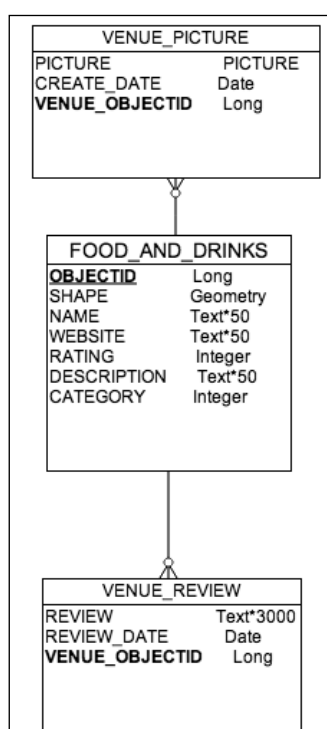 VENUE_PICTURE
PICTURE PICTURE
CREATE_DATE Date
VENUE_OBJECTID Long
FOOD_AND_DRINKS
OBJECTID Long
SHAPE Geometry
NAME Text*50
WEBSITE Text*50
RATING Integer
DESCRIPTION Text*50
CATEGORY Integer
VENUE_REVIEW
REVIEW Text*3000
REVIEW_DATE Date
VENUE_OBJECTID Long